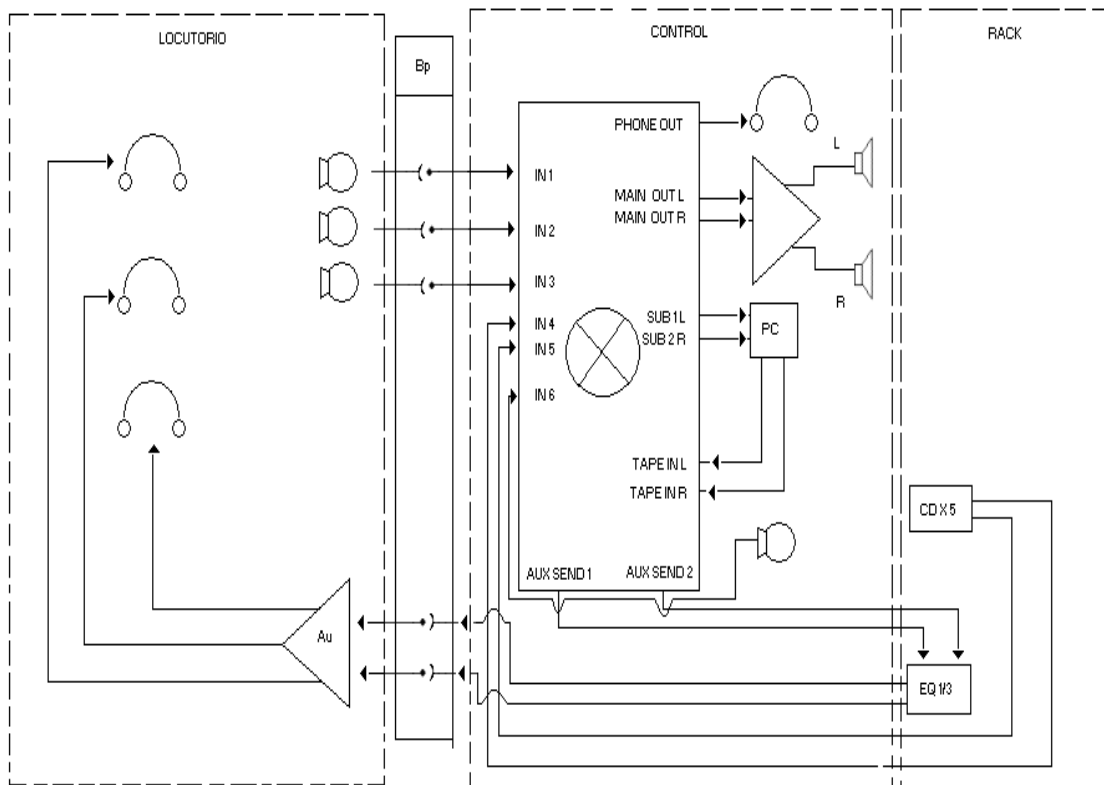 LOCUTORIO
Bp
CONTROL
RACK
PHONE OUT
L
IN 1
MAIN OUT L
MAIN OUT R
IN 2
IN 3
R
SUB 1 L
IN 4
PC
SUB 2 R
IN 5
IN 6
TAPE IN L
TAPE IN R
CD X 5
AUX SEND 1
AUX SEND 2
Au
EQ 1/3